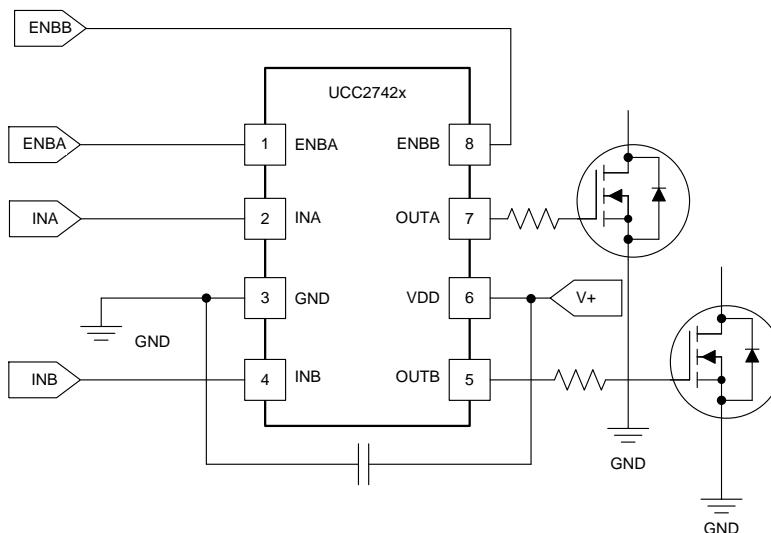 ENBB
UCC2742x
ENBA
1
ENBA
ENBB
8
INA
2
INA
OUTA
7
3
GND
VDD
6
V+
GND
INB
4
INB
OUTB
5
GND
GND